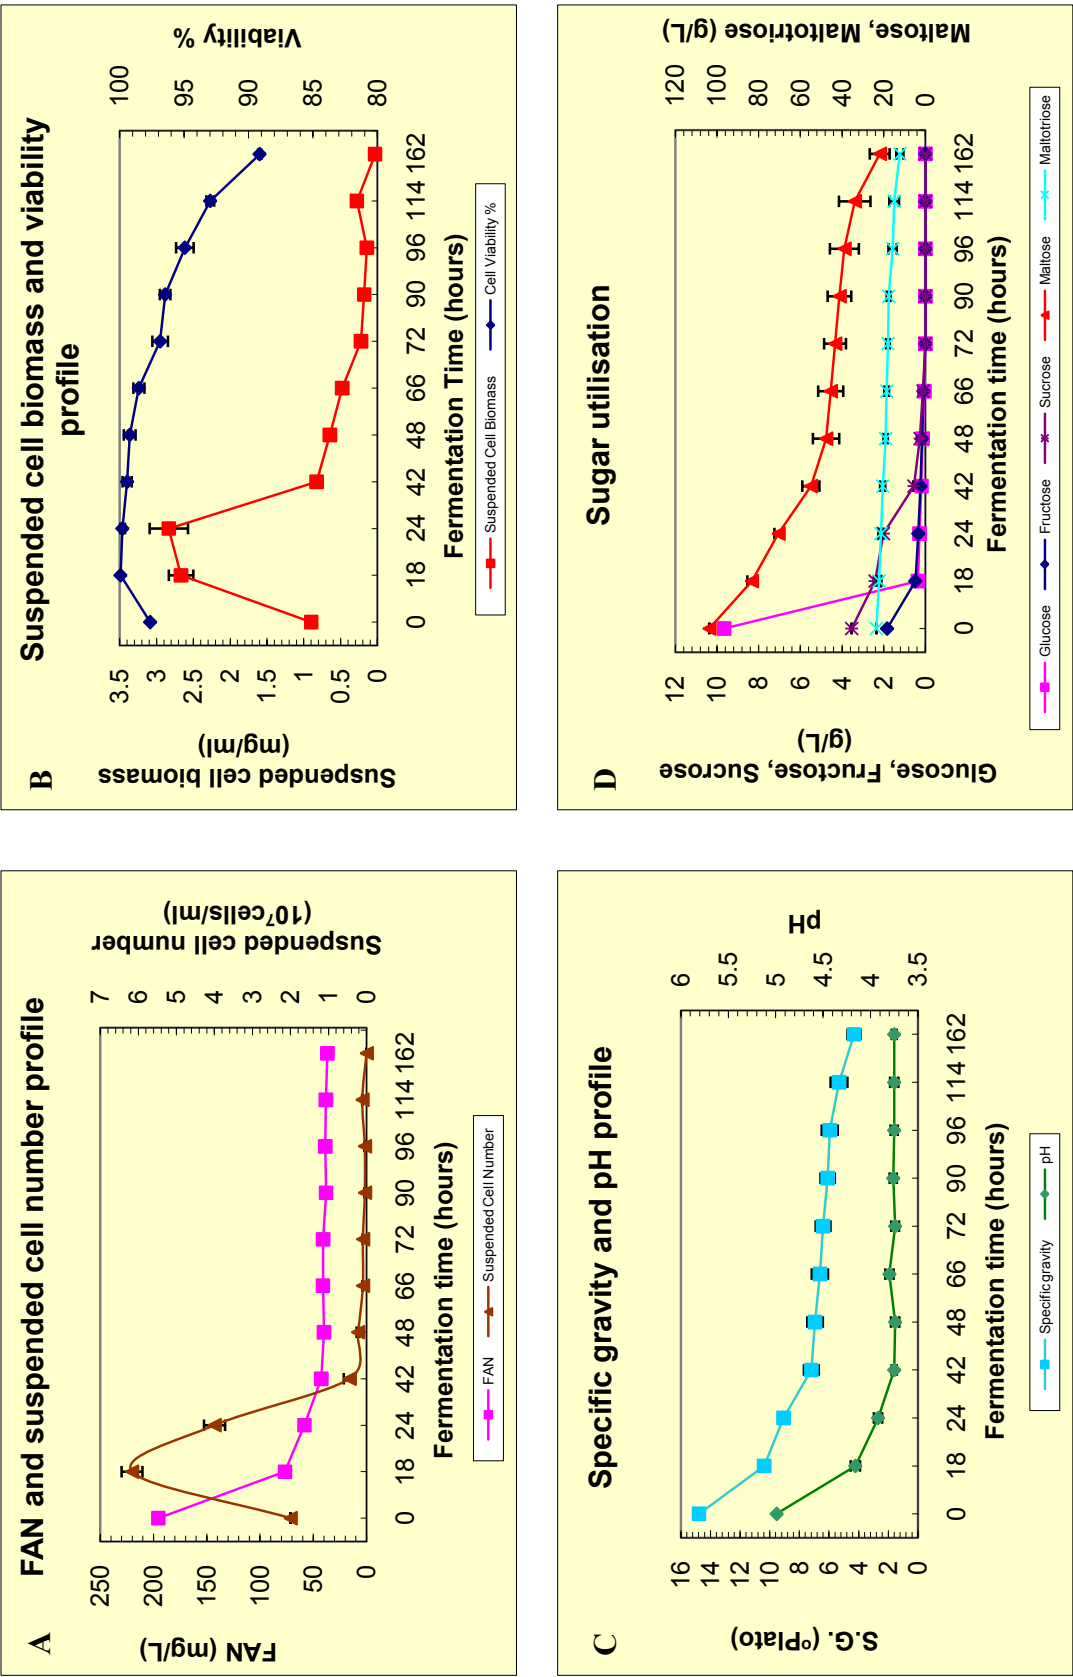 A
FAN and suspended cell number profile
FAN (mg/L)
250
200
150
100
50
0
7
6
5
4
3
2
1
0
Suspended cell number
(10⁷cells/ml)
0 18 24 42 48 66 72 90 96 114 162
Fermentation time (hours)
FAN
Suspended Cell Number
B
Suspended cell biomass and viability
profile
Suspended cell biomass
(mg/ml)
3.5
3
2.5
2
1.5
1
0.5
0
100
95
90
85
80
Viability %
0 18 24 42 48 66 72 90 96 114 162
Fermentation Time (hours)
Suspended Cell Biomass
Cell Viability %
C
Specific gravity and pH profile
S.G. (ºPlato)
16
14
12
10
8
6
4
2
0
6
5.5
5
4.5
4
3.5
pH
0 18 24 42 48 66 72 90 96 114 162
Fermentation time (hours)
Specific gravity
pH
D
Sugar utilisation
Glucose, Fructose, Sucrose
(g/L)
12
10
8
6
4
2
0
120
100
80
60
40
20
0
Maltose, Maltotriose
(g/L)
0 18 24 42 48 66 72 90 96 114 162
Fermentation time (hours)
Glucose
Fructose
Sucrose
Maltose
Maltotriose